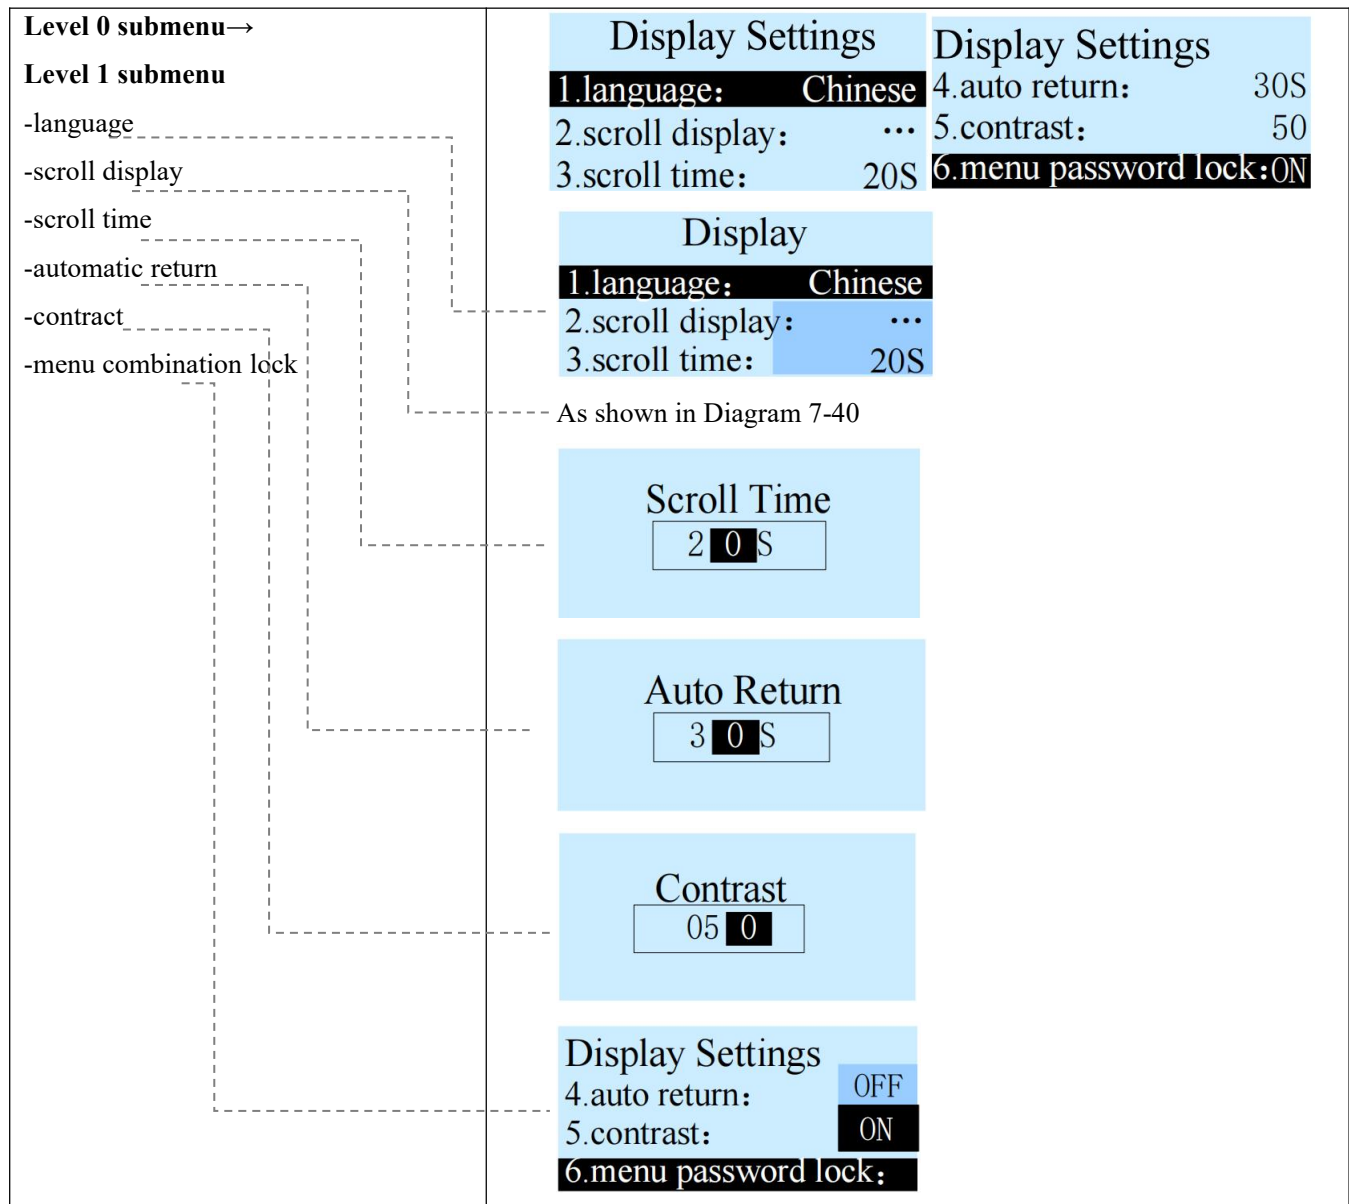 Level 0 submenu→
Level 1 submenu
-language
-scroll display
-scroll time
-automatic return
-contract
-menu combination lock
Display Settings
1.language： Chinese
2.scroll display： ···
3.scroll time： 20S
Display Settings
4.auto return： 30S
5.contrast： 50
6.menu password lock：ON
Display
1.language： Chinese
2.scroll display： ···
3.scroll time： 20S
As shown in Diagram 7-40
Scroll Time
20S
Auto Return
30S
Contrast
050
Display Settings
4.auto return： OFF
5.contrast： ON
6.menu password lock：